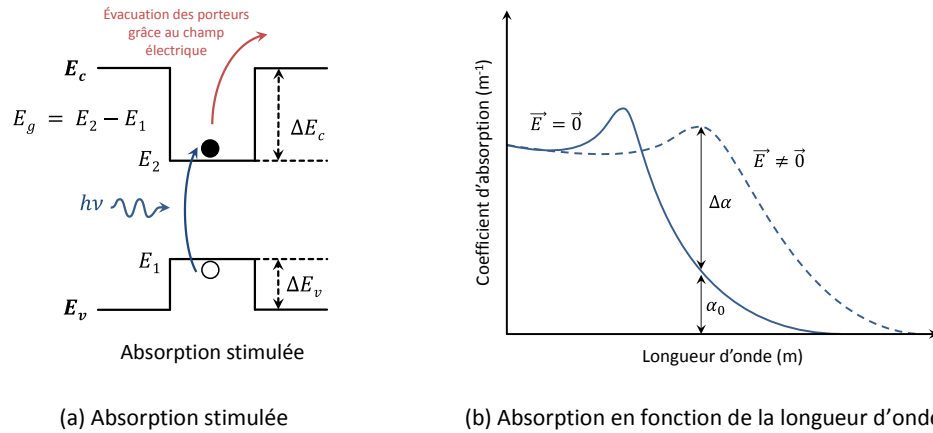 Évacuation des porteurs
grâce au champ
électrique
E_c
E_g = E_2 − E_1
ΔE_c
E_2
hν
E_1
ΔE_v
E_v
Absorption stimulée
(a) Absorption stimulée
Coefficient d'absorption (m⁻¹)
E⃗ = 0⃗
E⃗ ≠ 0⃗
Δα
α_0
Longueur d'onde (m)
(b) Absorption en fonction de la longueur d'onde